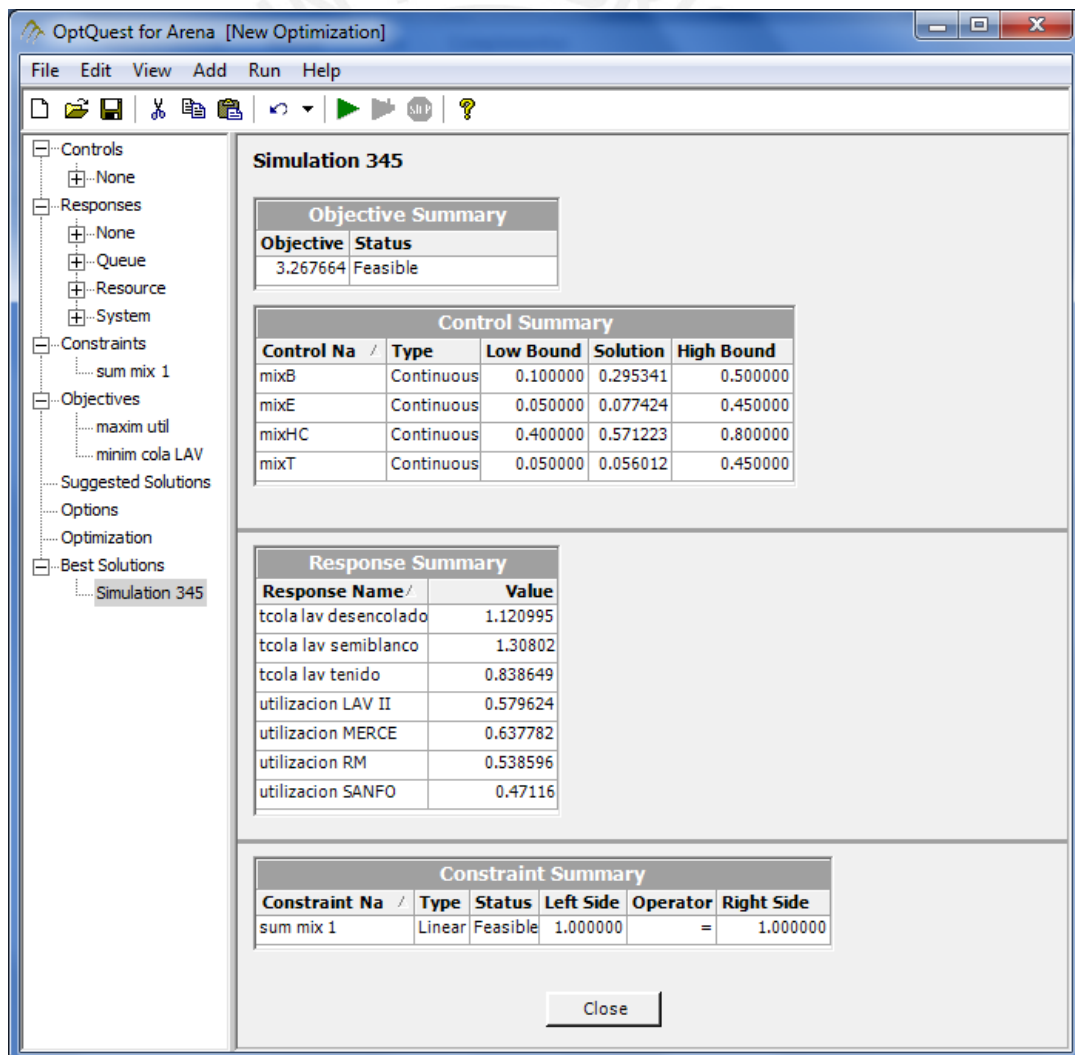 OptQuest for Arena [New Optimization]
File Edit View Add Run Help
Controls
None
Responses
None
Queue
Resource
System
Constraints
sum mix 1
Objectives
maxim util
minim cola LAV
Suggested Solutions
Options
Optimization
Best Solutions
Simulation 345
Simulation 345
Objective Summary
Objective Status
3.267664 Feasible
Control Summary
Control Na Type Low Bound Solution High Bound
mixB Continuous 0.100000 0.295341 0.500000
mixE Continuous 0.050000 0.077424 0.450000
mixHC Continuous 0.400000 0.571223 0.800000
mixT Continuous 0.050000 0.056012 0.450000
Response Summary
Response Name Value
tcola lav desencolado 1.120995
tcola lav semiblanco 1.30802
tcola lav tenido 0.838649
utilizacion LAV II 0.579624
utilizacion MERCE 0.637782
utilizacion RM 0.538596
utilizacion SANFO 0.47116
Constraint Summary
Constraint Na Type Status Left Side Operator Right Side
sum mix 1 Linear Feasible 1.000000 = 1.000000
Close